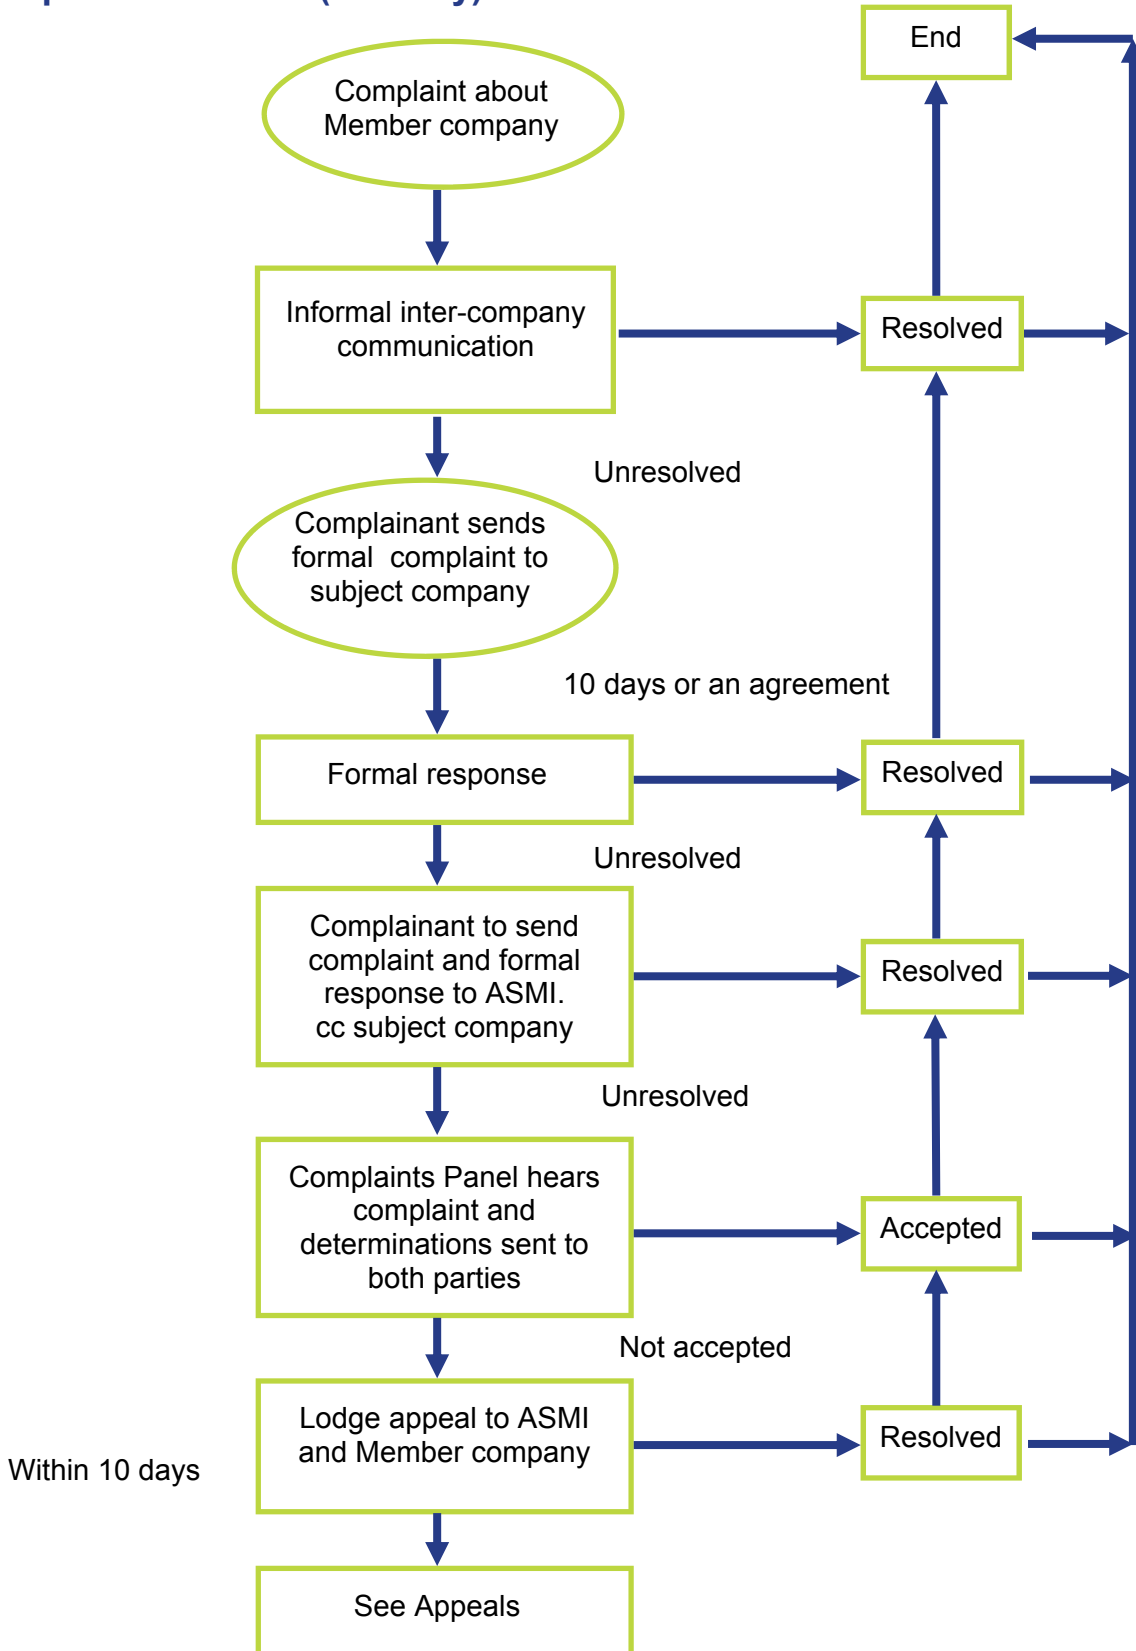 End
Complaint about
Member company
Informal inter-company
communication
Resolved
Unresolved
Complainant sends
formal complaint to
subject company
10 days or an agreement
Formal response
Resolved
Unresolved
Complainant to send
complaint and formal
response to ASMI.
cc subject company
Resolved
Unresolved
Complaints Panel hears
complaint and
determinations sent to
both parties
Accepted
Not accepted
Lodge appeal to ASMI
and Member company
Resolved
Within 10 days
See Appeals